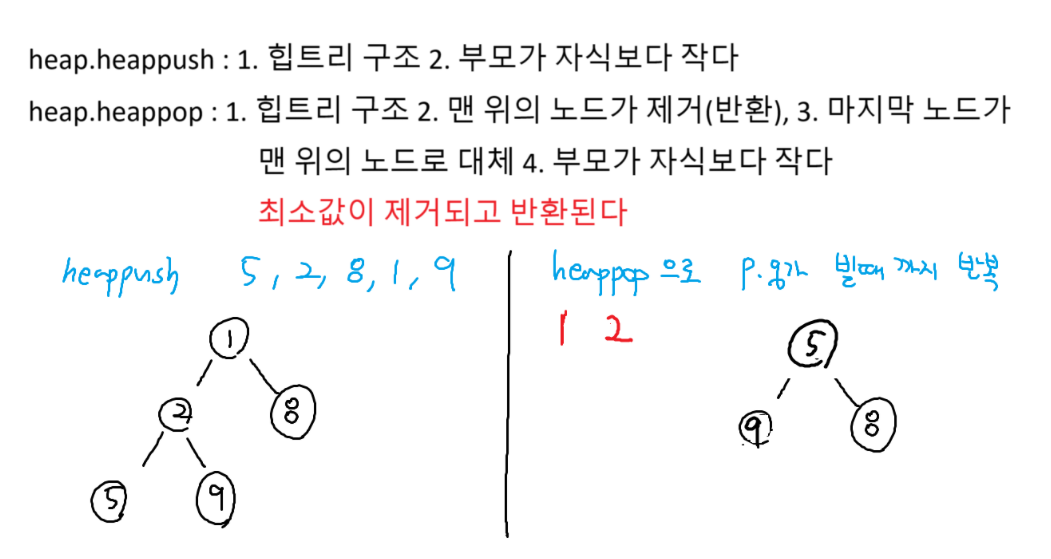 heap.heappush : 1. 힙트리 구조 2. 부모가 자식보다 작다
heap.heappop : 1. 힙트리 구조 2. 맨 위의 노드가 제거(반환), 3. 마지막 노드가
맨 위의 노드로 대체 4. 부모가 자식보다 작다
최소값이 제거되고 반환된다
heappush 5, 2, 8, 1, 9
1
2 8
5 9
heappop 으로 p.q가 빌때 까지 반복
1 2
5
9 8